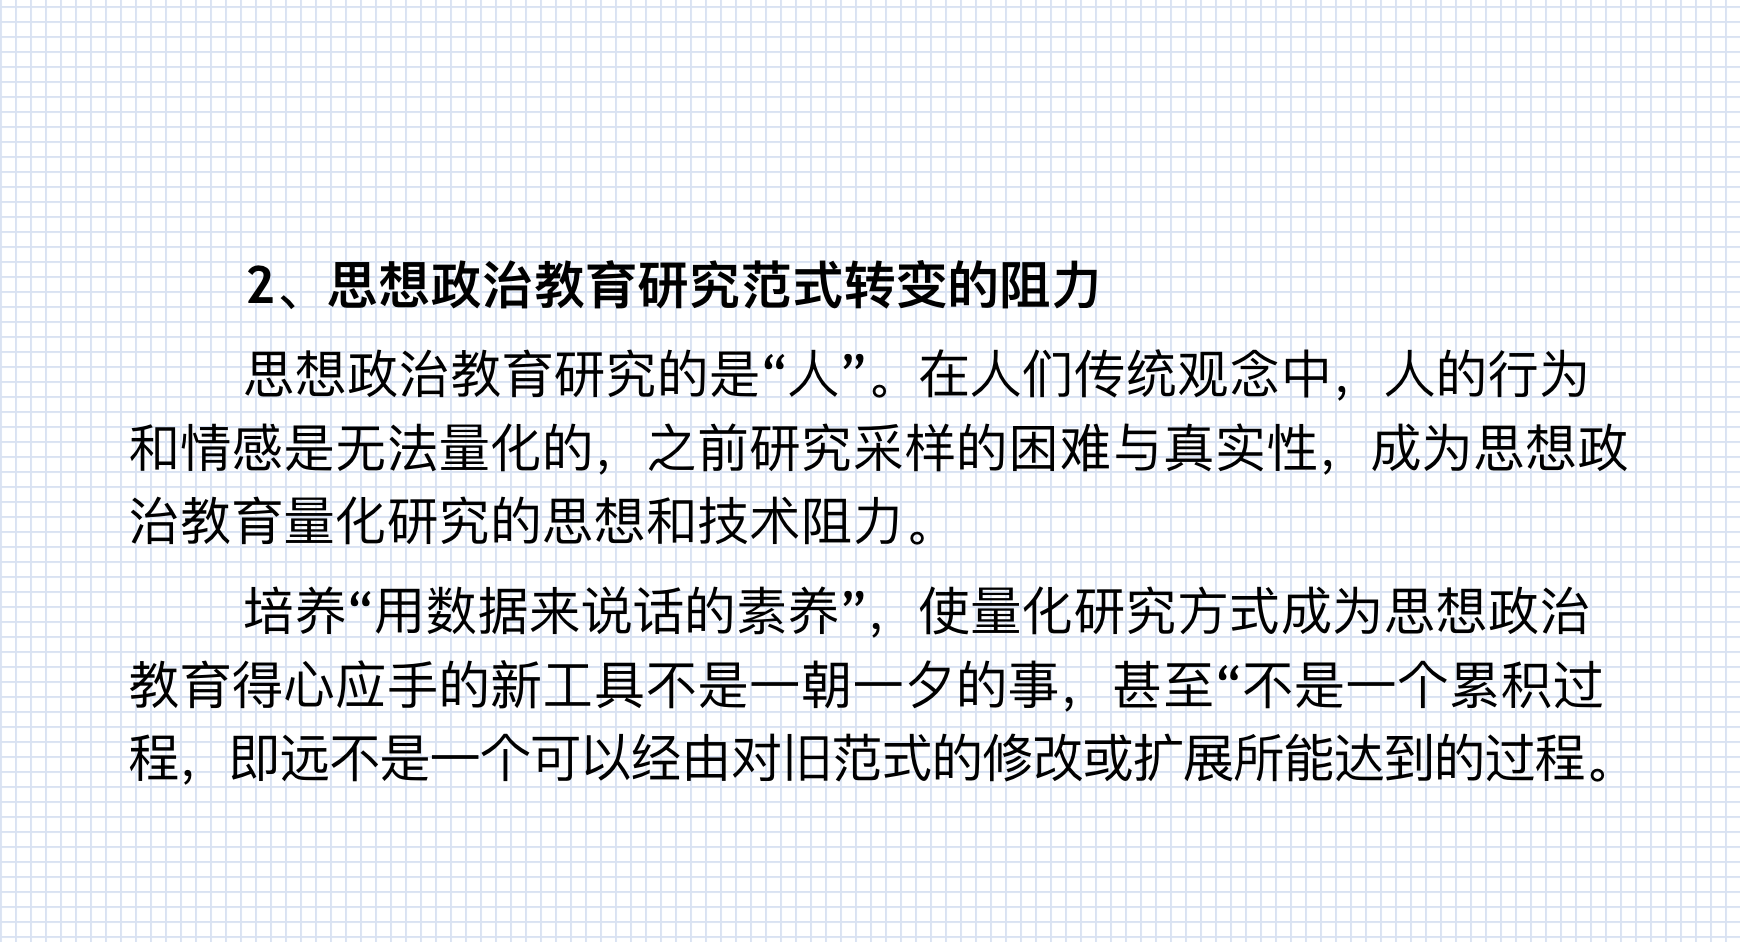 2、思想政治教育研究范式转变的阻力
思想政治教育研究的是“人”。在人们传统观念中，人的行为
和情感是无法量化的，之前研究采样的困难与真实性，成为思想政
治教育量化研究的思想和技术阻力。
培养“用数据来说话的素养”，使量化研究方式成为思想政治
教育得心应手的新工具不是一朝一夕的事，甚至“不是一个累积过
程，即远不是一个可以经由对旧范式的修改或扩展所能达到的过程。